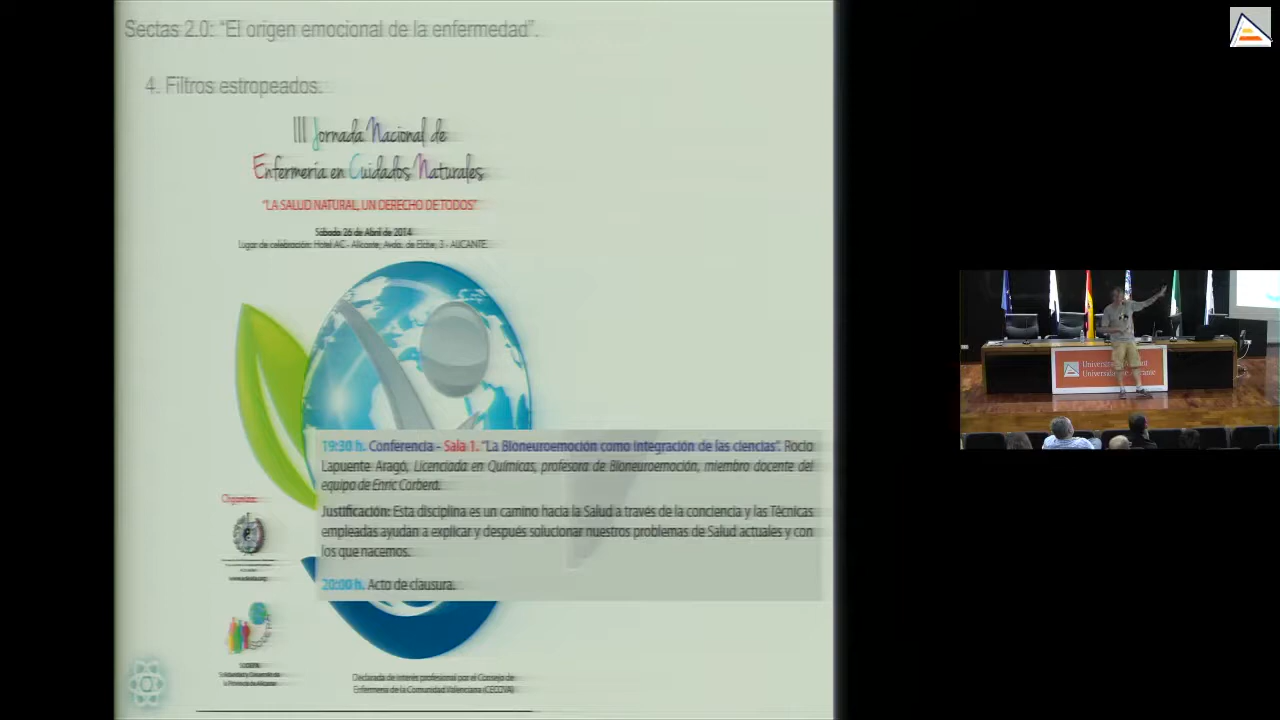 Sectas 2.0: “El origen emocional de la enfermedad”.
4. Filtros estropeados.
III Jornada Nacional de
Enfermería en Cuidados Naturales
“LA SALUD NATURAL, UN DERECHO DE TODOS”
Sábado 26 de Abril de 2014
Lugar de celebración: Hotel AC - Alicante, Avda. de Elche, 3 - ALICANTE.
19:30 h. Conferencia - Sala 1. “La Bioneuroemoción como integración de las ciencias”. Rocío
Lapuente Aragó, Licenciada en Químicas, profesora de Bioneuroemoción, miembro docente del
equipo de Enric Corbera.
Justificación: Esta disciplina es un camino hacia la Salud a través de la conciencia y las Técnicas
empleadas ayudan a explicar y después solucionar nuestros problemas de Salud actuales y con
los que nacemos.
20:00 h. Acto de clausura.
Organiza:
Declarada de interés profesional por el Consejo de
Enfermería de la Comunidad Valenciana (CECOVA)
Universitat d'Alacant
Universidad de Alicante